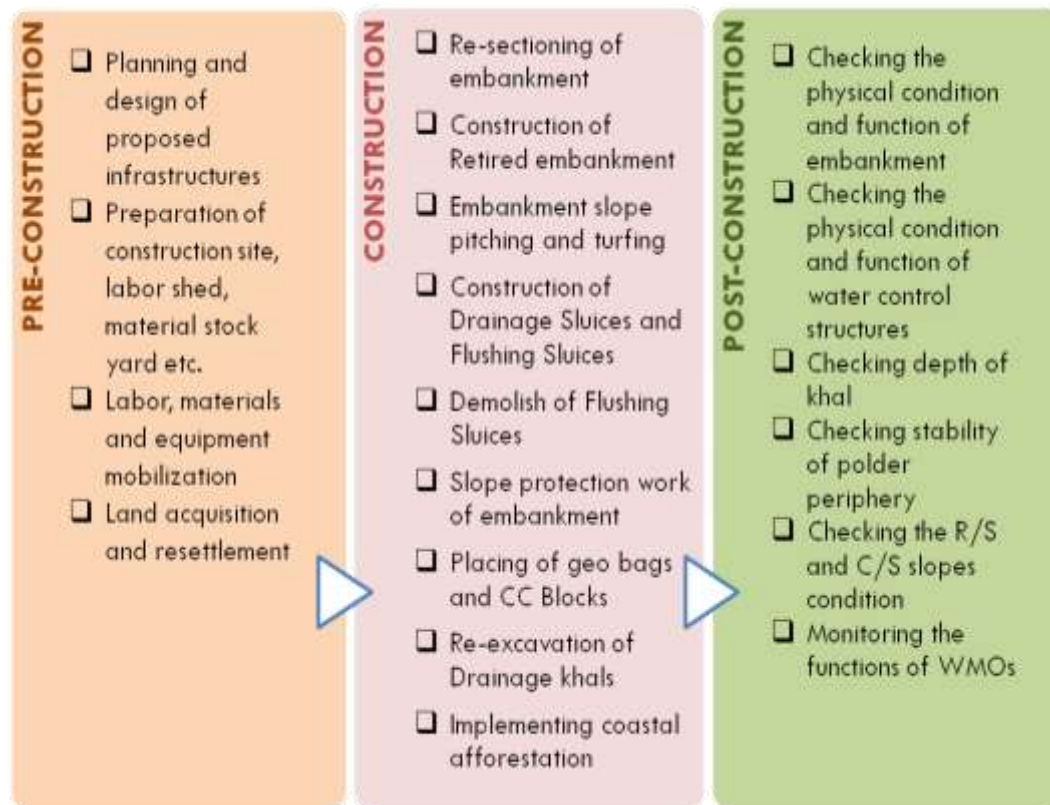 PRE-CONSTRUCTION
❑ Planning and
design of
proposed
infrastructures
❑ Preparation of
construction site,
labor shed,
material stock
yard etc.
❑ Labor, materials
and equipment
mobilization
❑ Land acquisition
and resettlement
CONSTRUCTION
❑ Re-sectioning of
embankment
❑ Construction of
Retired embankment
❑ Embankment slope
pitching and turfing
❑ Construction of
Drainage Sluices and
Flushing Sluices
❑ Demolish of Flushing
Sluices
❑ Slope protection work
of embankment
❑ Placing of geo bags
and CC Blocks
❑ Re-excavation of
Drainage khals
❑ Implementing coastal
afforestation
POST-CONSTRUCTION
❑ Checking the
physical condition
and function of
embankment
❑ Checking the
physical condition
and function of
water control
structures
❑ Checking depth of
khal
❑ Checking stability
of polder
periphery
❑ Checking the R/S
and C/S slopes
condition
❑ Monitoring the
functions of WMOs